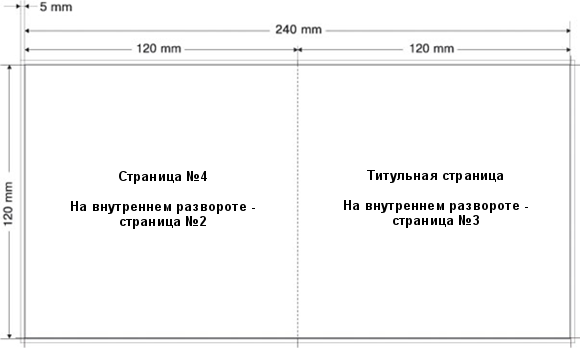 5 mm
240 mm
120 mm
120 mm
120 mm
Страница №4
На внутреннем развороте -
страница №2
Титульная страница
На внутреннем развороте -
страница №3